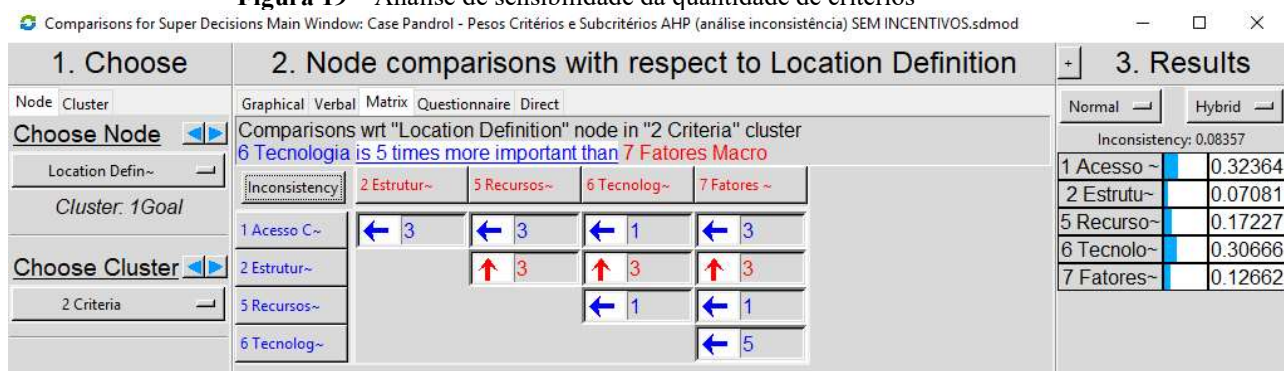 Figura 19 – Análise de sensibilidade da quantidade de critérios
Comparisons for Super Decisions Main Window: Case Pandrol - Pesos Critérios e Subcritérios AHP (análise inconsistência) SEM INCENTIVOS.sdmod
1. Choose
Node Cluster
Choose Node
Location Defin~
Cluster: 1Goal
Choose Cluster
2 Criteria
2. Node comparisons with respect to Location Definition
Graphical Verbal Matrix Questionnaire Direct
Comparisons wrt "Location Definition" node in "2 Criteria" cluster
6 Tecnologia is 5 times more important than 7 Fatores Macro
Inconsistency 2 Estrutur~ 5 Recursos~ 6 Tecnolog~ 7 Fatores ~
1 Acesso C~ 3 3 1 3
2 Estrutur~ 3 3 3
5 Recursos~ 1 1
6 Tecnolog~ 5
+ 3. Results
Normal Hybrid
Inconsistency: 0.08357
1 Acesso ~ 0.32364
2 Estrutu~ 0.07081
5 Recurso~ 0.17227
6 Tecnolo~ 0.30666
7 Fatores~ 0.12662